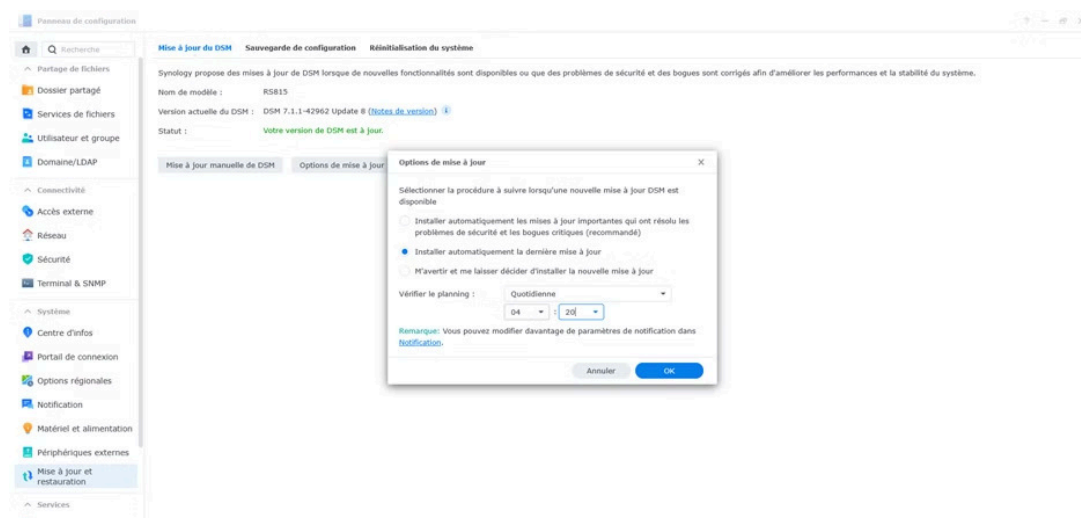 Panneau de configuration
Recherche
Partage de fichiers
Dossier partagé
Services de fichiers
Utilisateur et groupe
Domaine/LDAP
Connectivité
Accès externe
Réseau
Sécurité
Terminal & SNMP
Système
Centre d'infos
Portail de connexion
Options régionales
Notification
Matériel et alimentation
Périphériques externes
Mise à jour et
restauration
Services
Mise à jour du DSM Sauvegarde de configuration Réinitialisation du système
Synology propose des mises à jour de DSM lorsque de nouvelles fonctionnalités sont disponibles ou que des problèmes de sécurité et des bogues sont corrigés afin d'améliorer les performances et la stabilité du système.
Nom de modèle : RS815
Version actuelle du DSM : DSM 7.1.1-42962 Update 8 (Notes de version)
Statut : Votre version de DSM est à jour.
Mise à jour manuelle de DSM Options de mise à jour
Options de mise à jour
Sélectionner la procédure à suivre lorsqu'une nouvelle mise à jour DSM est
disponible
Installer automatiquement les mises à jour importantes qui ont résolu les
problèmes de sécurité et les bogues critiques (recommandé)
Installer automatiquement la dernière mise à jour
M'avertir et me laisser décider d'installer la nouvelle mise à jour
Vérifier le planning : Quotidienne
04 : 20
Remarque: Vous pouvez modifier davantage de paramètres de notification dans
Notification.
Annuler OK